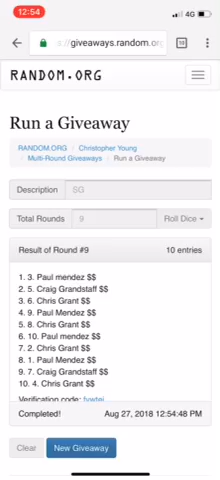 12:54
4G
://giveaways.random.org
10
RANDOM.ORG
Run a Giveaway
RANDOM.ORG / Christopher Young
/ Multi-Round Giveaways / Run a Giveaway
Description SG
Total Rounds 9 Roll Dice
Result of Round #9 10 entries
1. 3. Paul mendez $$
2. 5. Craig Grandstaff $$
3. 6. Chris Grant $$
4. 9. Paul Mendez $$
5. 8. Chris Grant $$
6. 10. Paul mendez $$
7. 2. Chris Grant $$
8. 1. Paul Mendez $$
9. 7. Craig Grandstaff $$
10. 4. Chris Grant $$
Verification code:
Completed! Aug 27, 2018 12:54:48 PM
Clear New Giveaway